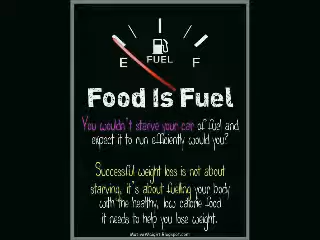 E FUEL F
Food Is Fuel
You wouldn't starve your car of fuel and
expect it to run efficiently would you?
Successful weight loss is not about
starving, it's about fuelling your body
with the healthy, low calorie food
it needs to help you lose weight.